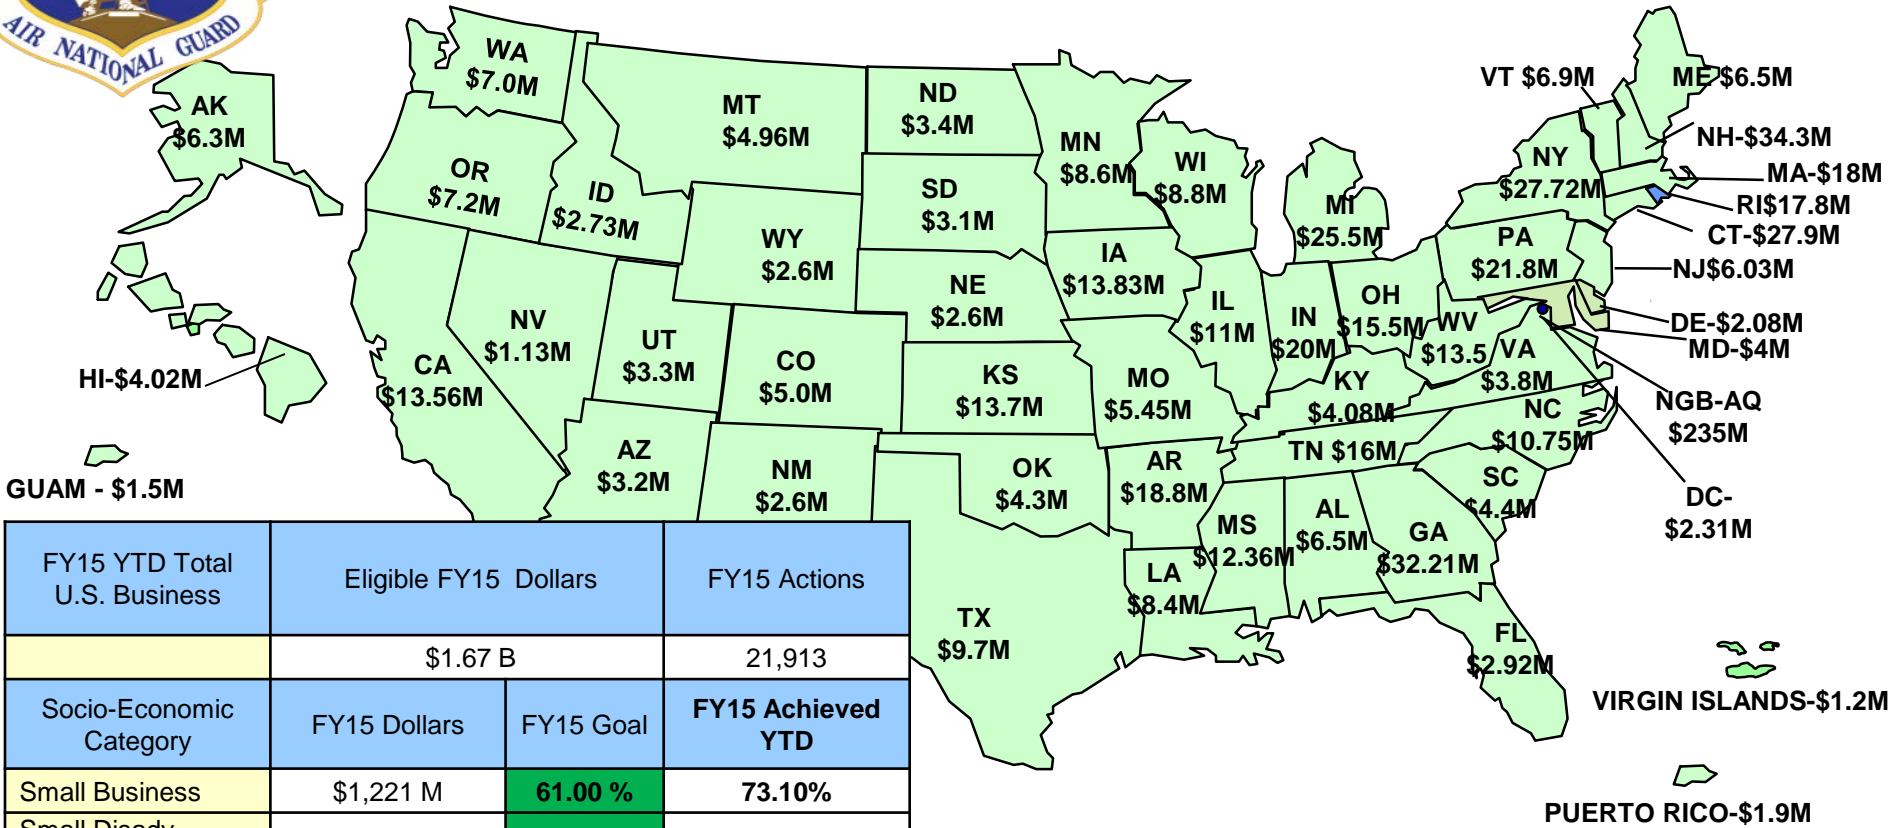 AIR NATIONAL GUARD
WA
$7.0M
AK
$6.3M
MT
$4.96M
ND
$3.4M
MN
$8.6M
WI
$8.8M
VT $6.9M
ME $6.5M
NH-$34.3M
NY
$27.72M
MA-$18M
RI$17.8M
CT-$27.9M
OR
$7.2M
ID
$2.73M
SD
$3.1M
MI
$25.5M
PA
$21.8M
NJ$6.03M
WY
$2.6M
IA
$13.83M
NE
$2.6M
IL
$11M
IN
$20M
OH
$15.5M
WV
$13.5
VA
$3.8M
DE-$2.08M
MD-$4M
NV
$1.13M
UT
$3.3M
CO
$5.0M
CA
$13.56M
KS
$13.7M
MO
$5.45M
KY
$4.08M
NC
$10.75M
NGB-AQ
$235M
HI-$4.02M
AZ
$3.2M
NM
$2.6M
OK
$4.3M
AR
$18.8M
TN $16M
SC
$4.4M
DC-
$2.31M
GUAM - $1.5M
MS
$12.36M
AL
$6.5M
GA
$32.21M
LA
$8.4M
TX
$9.7M
FL
$2.92M
VIRGIN ISLANDS-$1.2M
PUERTO RICO-$1.9M
FY15 YTD Total
U.S. Business
Eligible FY15 Dollars
FY15 Actions
$1.67 B
21,913
Socio-Economic
Category
FY15 Dollars
FY15 Goal
FY15 Achieved
YTD
Small Business
$1,221 M
61.00 %
73.10%
Small Disadv